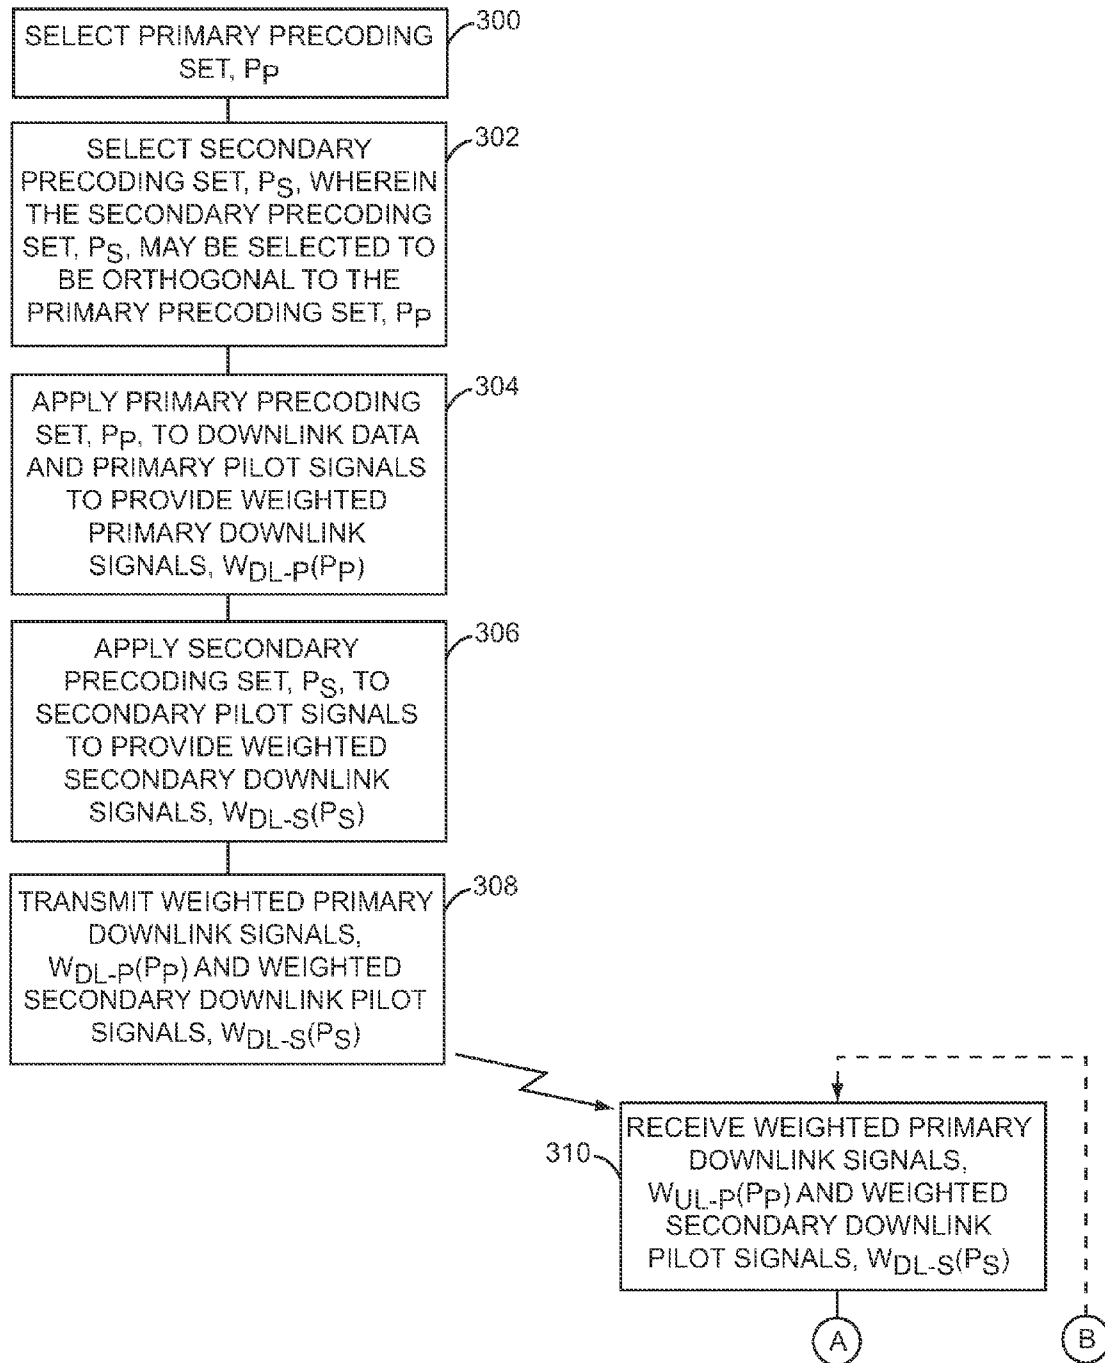 SELECT PRIMARY PRECODING
SET, PP
300
SELECT SECONDARY
PRECODING SET, PS, WHEREIN
THE SECONDARY PRECODING
SET, PS, MAY BE SELECTED TO
BE ORTHOGONAL TO THE
PRIMARY PRECODING SET, PP
302
APPLY PRIMARY PRECODING
SET, PP, TO DOWNLINK DATA
AND PRIMARY PILOT SIGNALS
TO PROVIDE WEIGHTED
PRIMARY DOWNLINK
SIGNALS, WDL-P(PP)
304
APPLY SECONDARY
PRECODING SET, PS, TO
SECONDARY PILOT SIGNALS
TO PROVIDE WEIGHTED
SECONDARY DOWNLINK
SIGNALS, WDL-S(PS)
306
TRANSMIT WEIGHTED PRIMARY
DOWNLINK SIGNALS,
WDL-P(PP) AND WEIGHTED
SECONDARY DOWNLINK PILOT
SIGNALS, WDL-S(PS)
308
RECEIVE WEIGHTED PRIMARY
DOWNLINK SIGNALS,
WUL-P(PP) AND WEIGHTED
SECONDARY DOWNLINK
PILOT SIGNALS, WDL-S(PS)
310
A
B